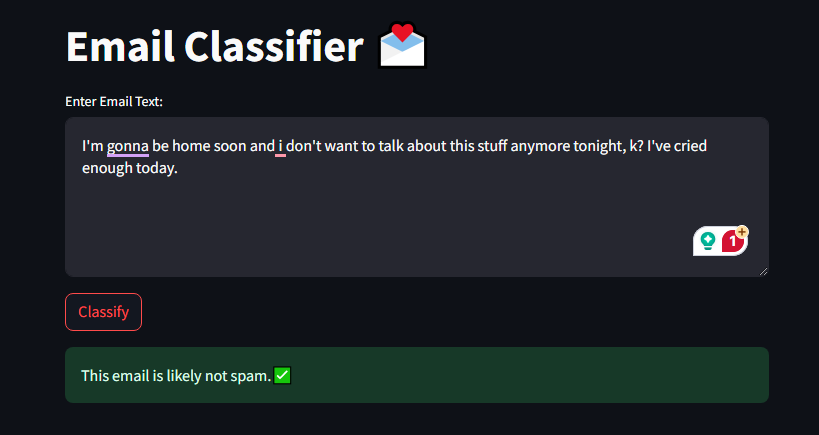 Email Classifier 💌
Enter Email Text:
I'm gonna be home soon and i don't want to talk about this stuff anymore tonight, k? I've cried
enough today.
1
+
Classify
This email is likely not spam. ✅